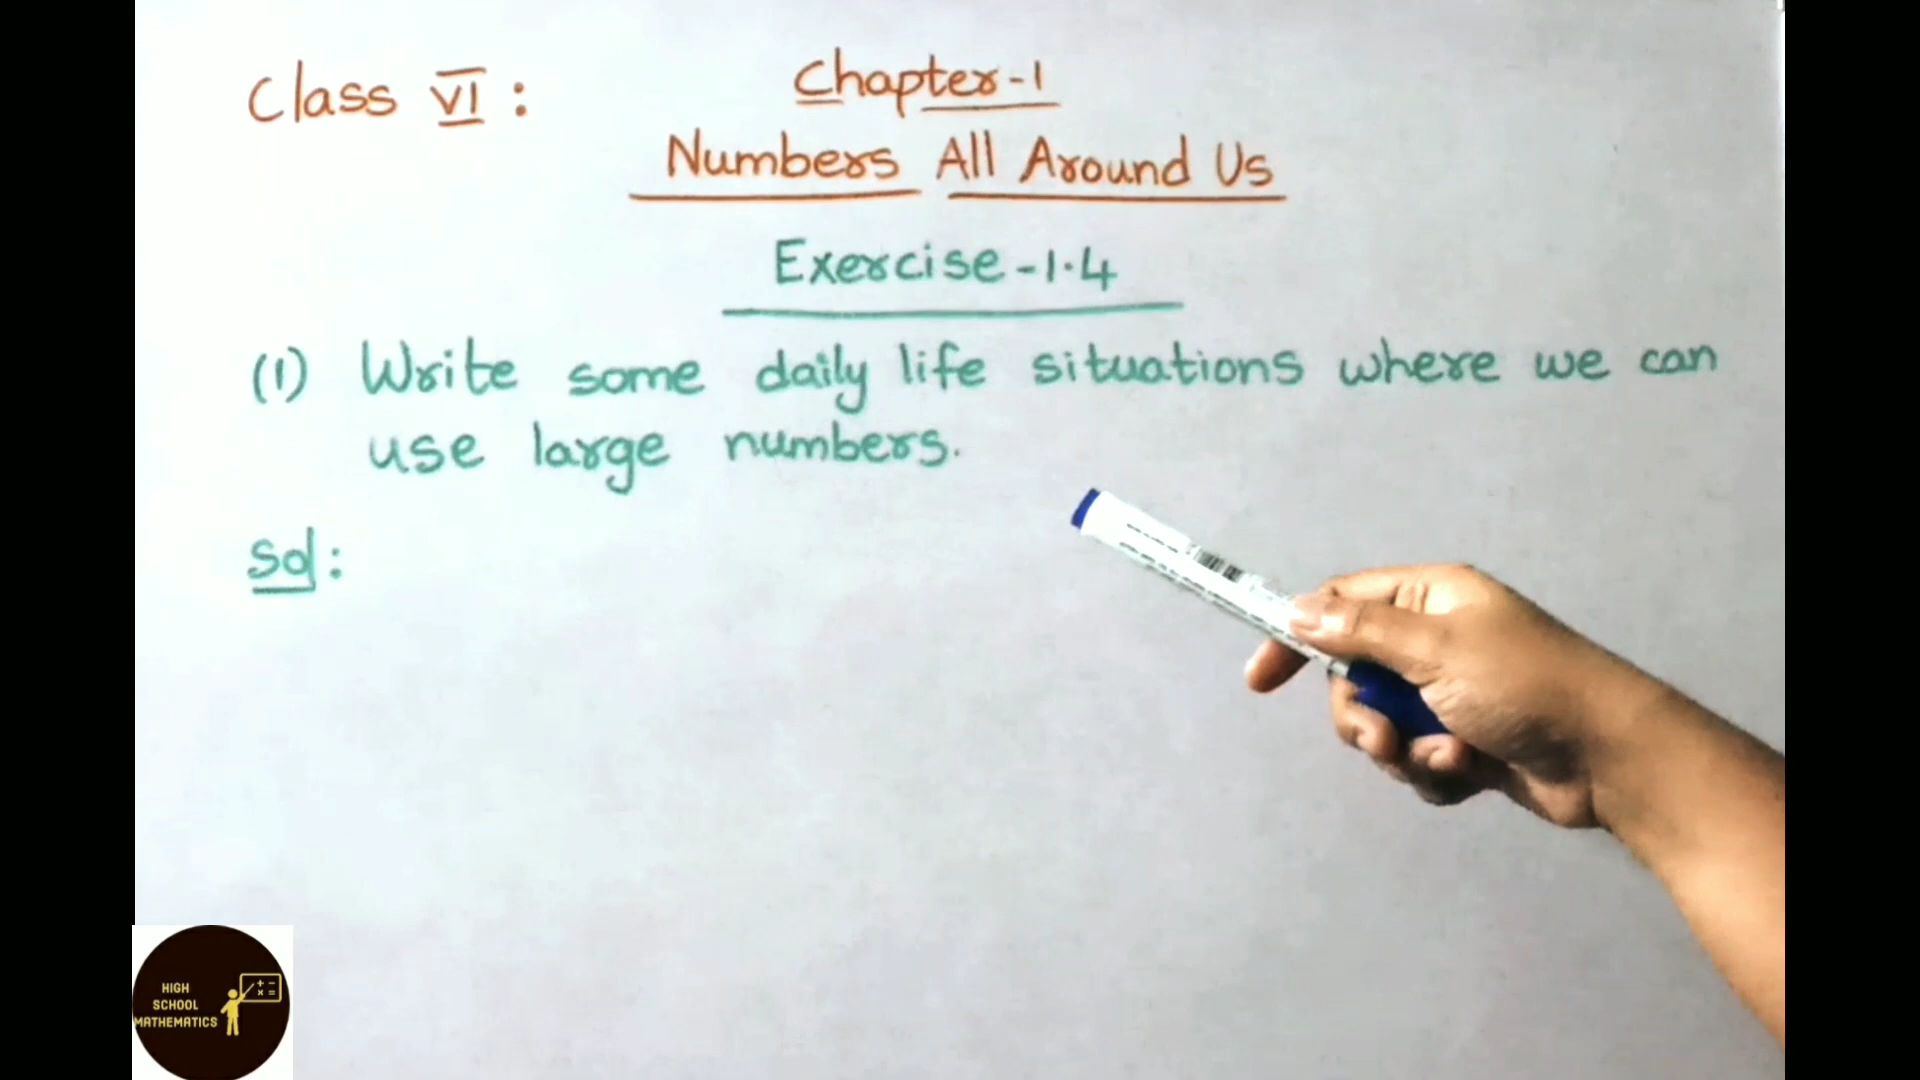 Class VI :
Chapter-1
Numbers All Around Us
Exercise-1.4
(1) Write some daily life situations where we can
use large numbers.
Sol:
HIGH
SCHOOL
MATHEMATICS
+ -
× =